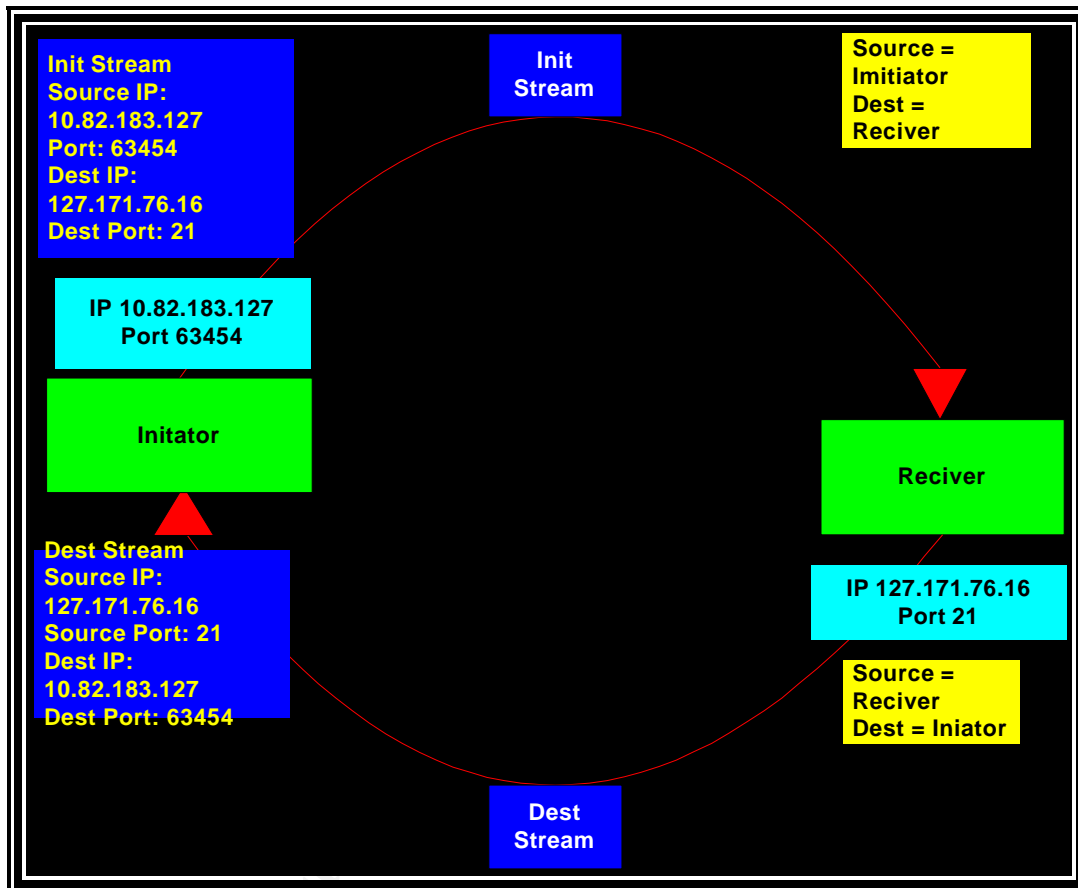 Init Stream
Source IP:
10.82.183.127
Port: 63454
Dest IP:
127.171.76.16
Dest Port: 21
Init
Stream
Source =
Imitiator
Dest =
Reciver
IP 10.82.183.127
Port 63454
Initator
Reciver
Dest Stream
Source IP:
127.171.76.16
Source Port: 21
Dest IP:
10.82.183.127
Dest Port: 63454
IP 127.171.76.16
Port 21
Source =
Reciver
Dest = Iniator
Dest
Stream